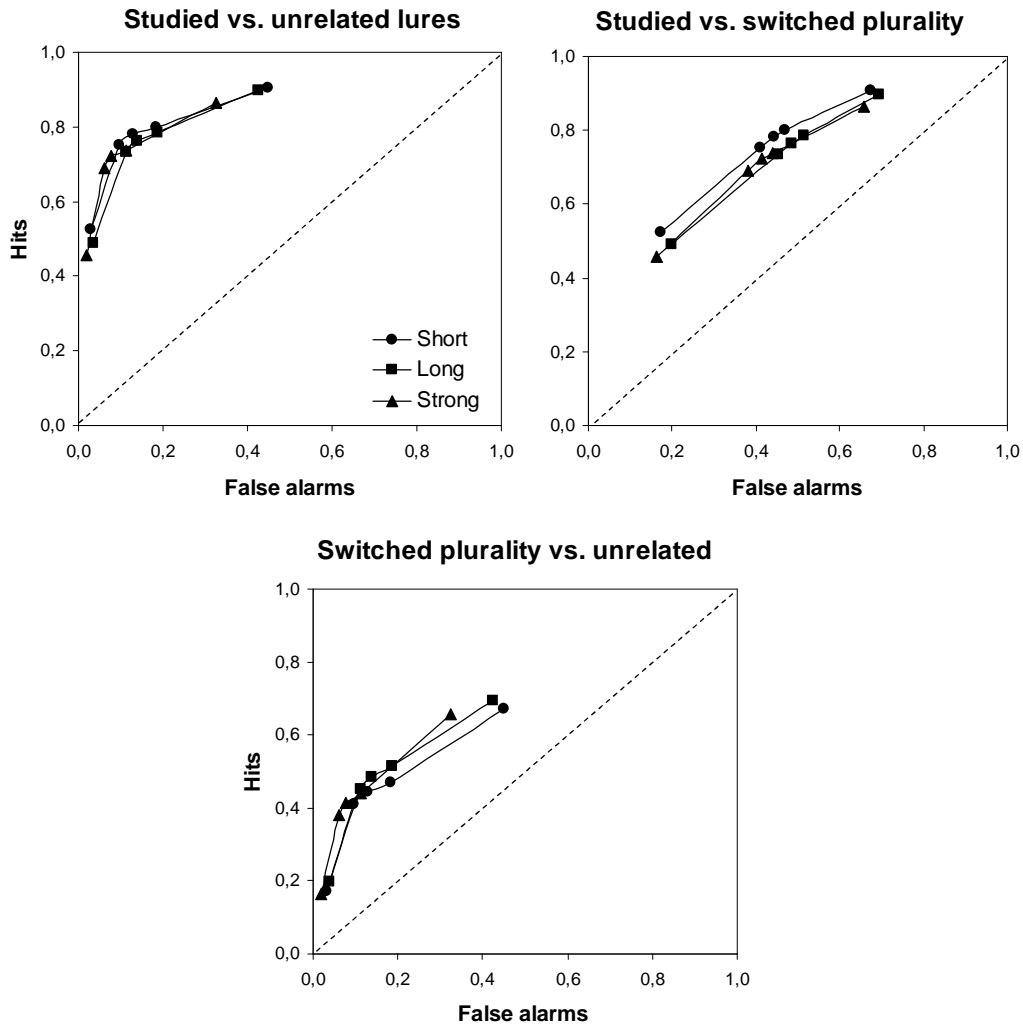 Studied vs. unrelated lures
1,0
0,8
0,6
0,4
0,2
0,0
Hits
Short
Long
Strong
0,0 0,2 0,4 0,6 0,8 1,0
False alarms
Studied vs. switched plurality
1,0
0,8
0,6
0,4
0,2
0,0
0,0 0,2 0,4 0,6 0,8 1,0
False alarms
Switched plurality vs. unrelated
1,0
0,8
0,6
0,4
0,2
0,0
Hits
0,0 0,2 0,4 0,6 0,8 1,0
False alarms